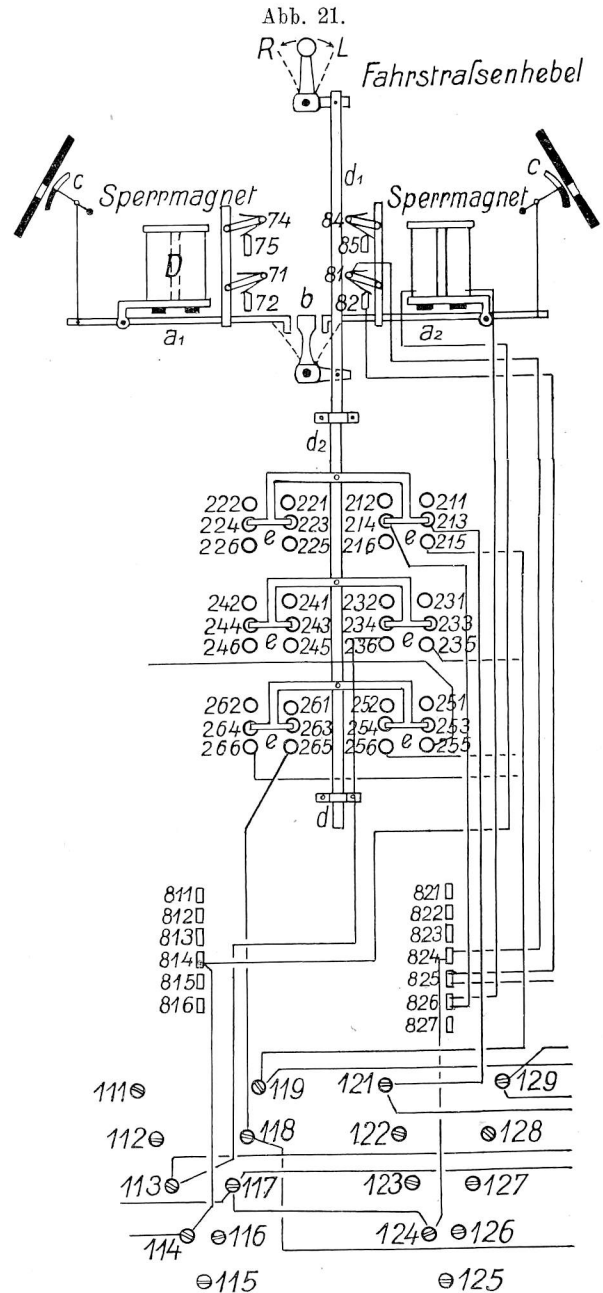 Abb. 21.
R L
Fahrstraßenhebel
d1
c Sperrmagnet 74 84 Sperrmagnet c
75 85
D 71 81
72 b 82
a1 a2
d2
222 221 212 211
224 223 214 213
226 e 225 216 e 215
242 241 232 231
244 243 234 233
246 e 245 236 e 235
262 261 252 251
264 263 254 253
266 e 265 256 e 255
d
811 821
812 822
813 823
814 824
815 825
816 826
827
111 119 121 129
112 118 122 128
113 117 123 127
114 116 124 126
115 125